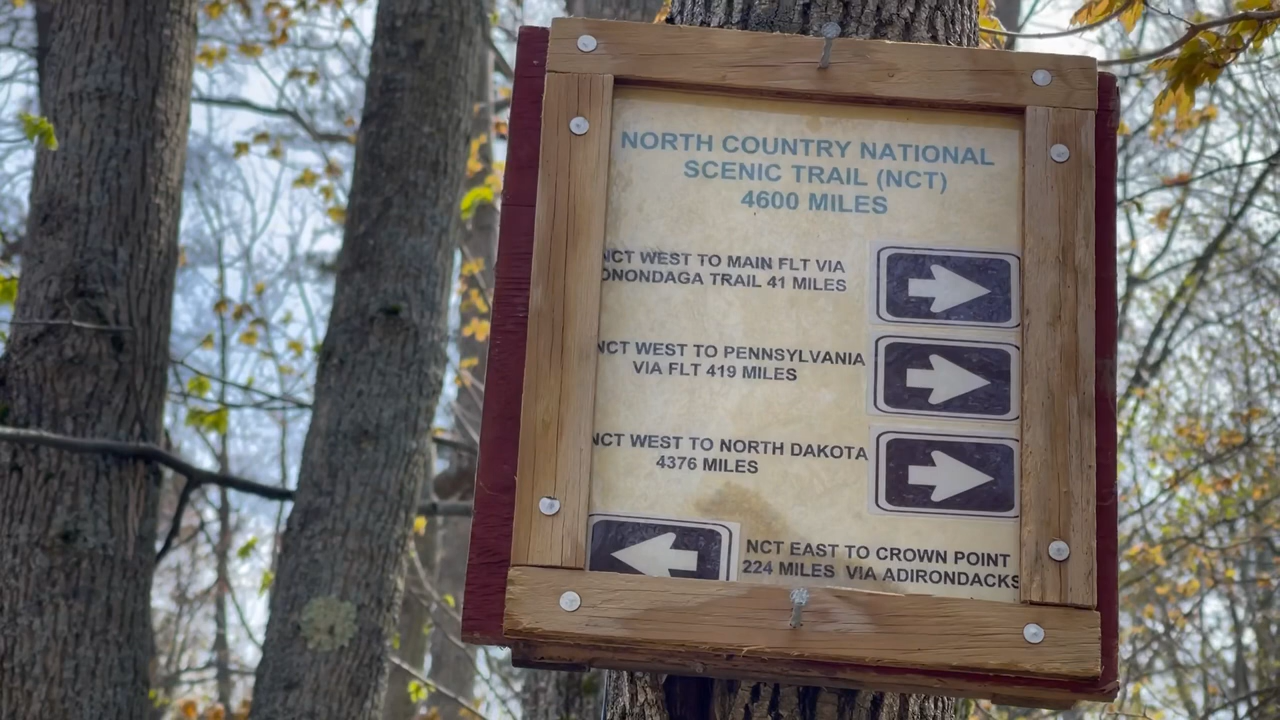 NORTH COUNTRY NATIONAL
SCENIC TRAIL (NCT)
4600 MILES
NCT WEST TO MAIN FLT VIA
ONONDAGA TRAIL 41 MILES
NCT WEST TO PENNSYLVANIA
VIA FLT 419 MILES
NCT WEST TO NORTH DAKOTA
4376 MILES
NCT EAST TO CROWN POINT
224 MILES VIA ADIRONDACKS